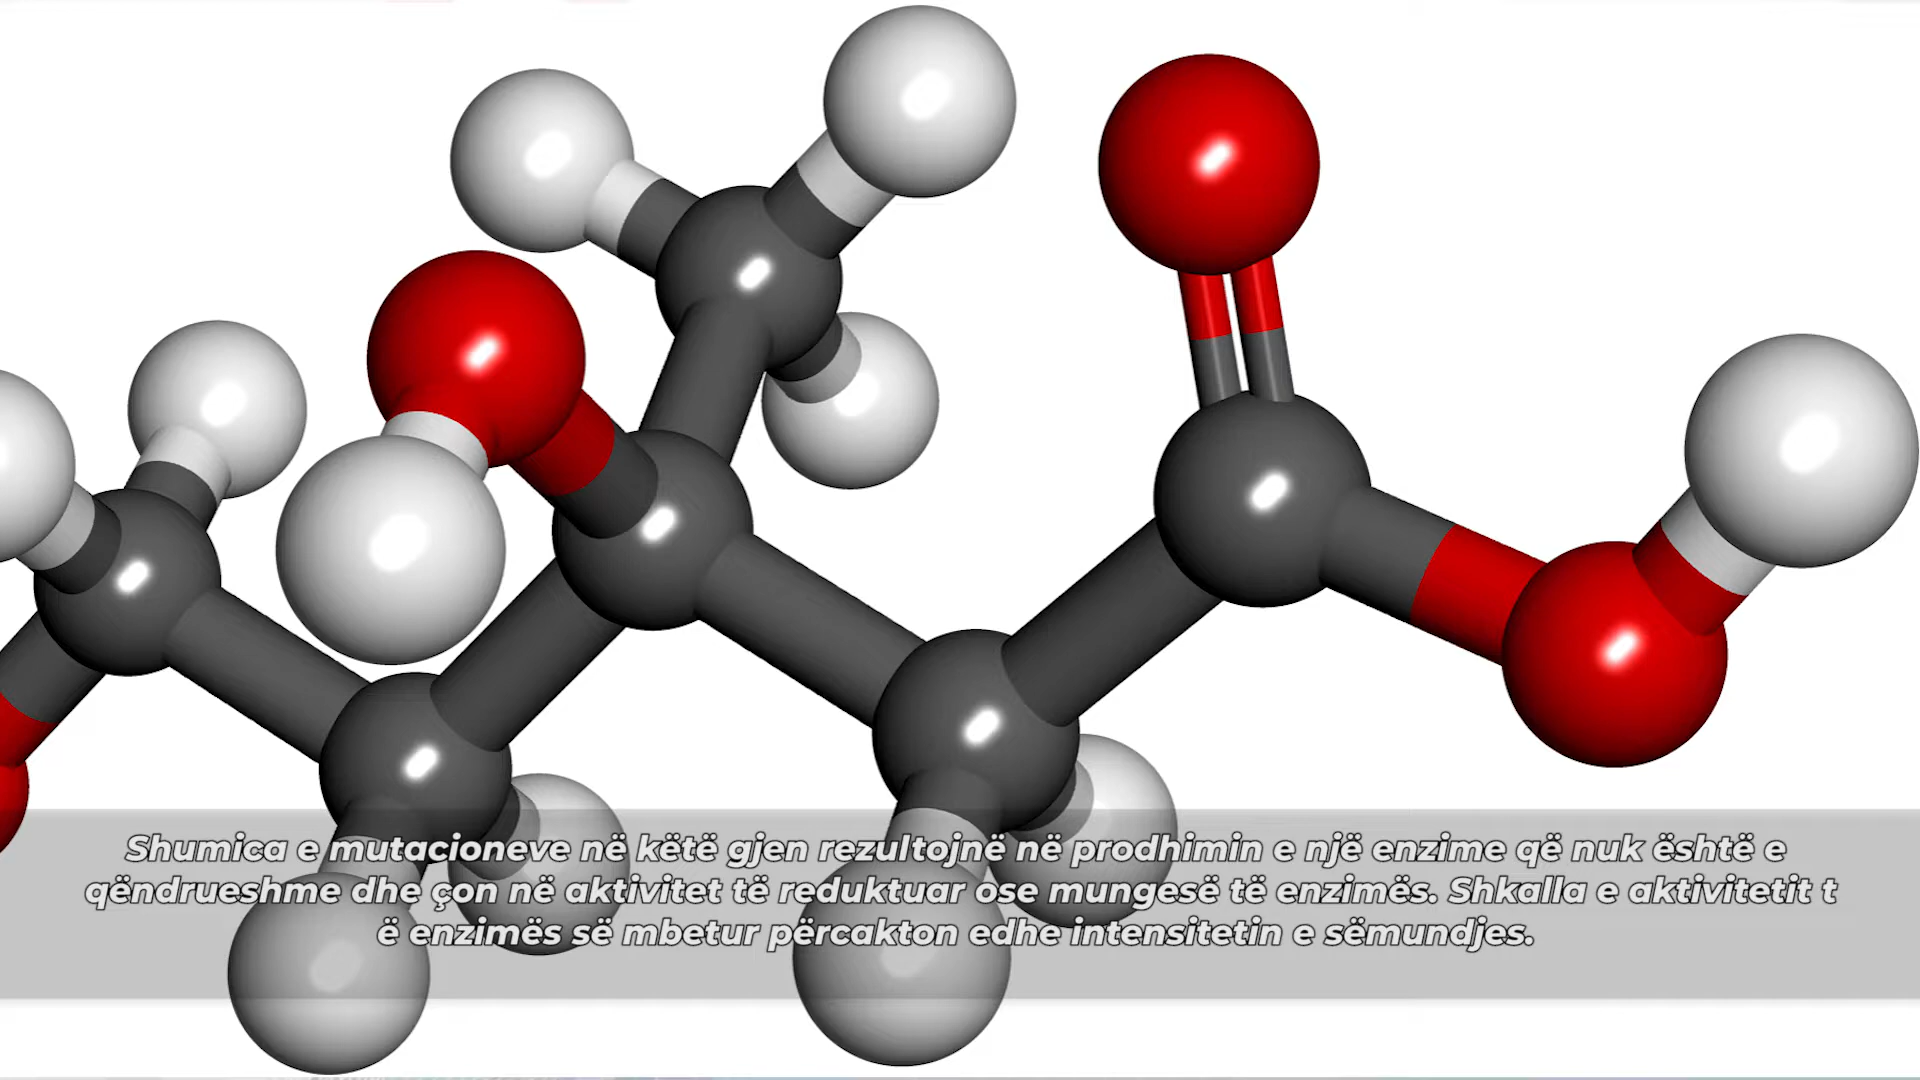 Shumica e mutacioneve në këtë gjen rezultojnë në prodhimin e një enzime që nuk është e
qëndrueshme dhe çon në aktivitet të reduktuar ose mungesë të enzimës. Shkalla e aktivitetit t
ë enzimës së mbetur përcakton edhe intensitetin e sëmundjes.